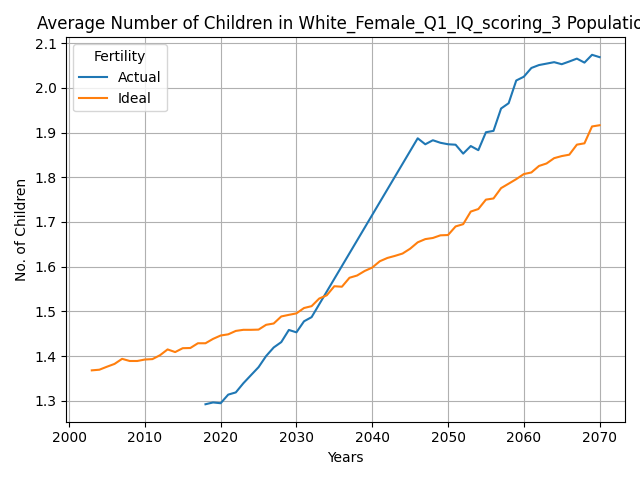 Average Number of Children in White_Female_Q1_IQ_scoring_3 Populatio
Fertility
Actual
Ideal
2.1
2.0
1.9
1.8
1.7
1.6
1.5
1.4
1.3
No. of Children
2000 2010 2020 2030 2040 2050 2060 2070
Years